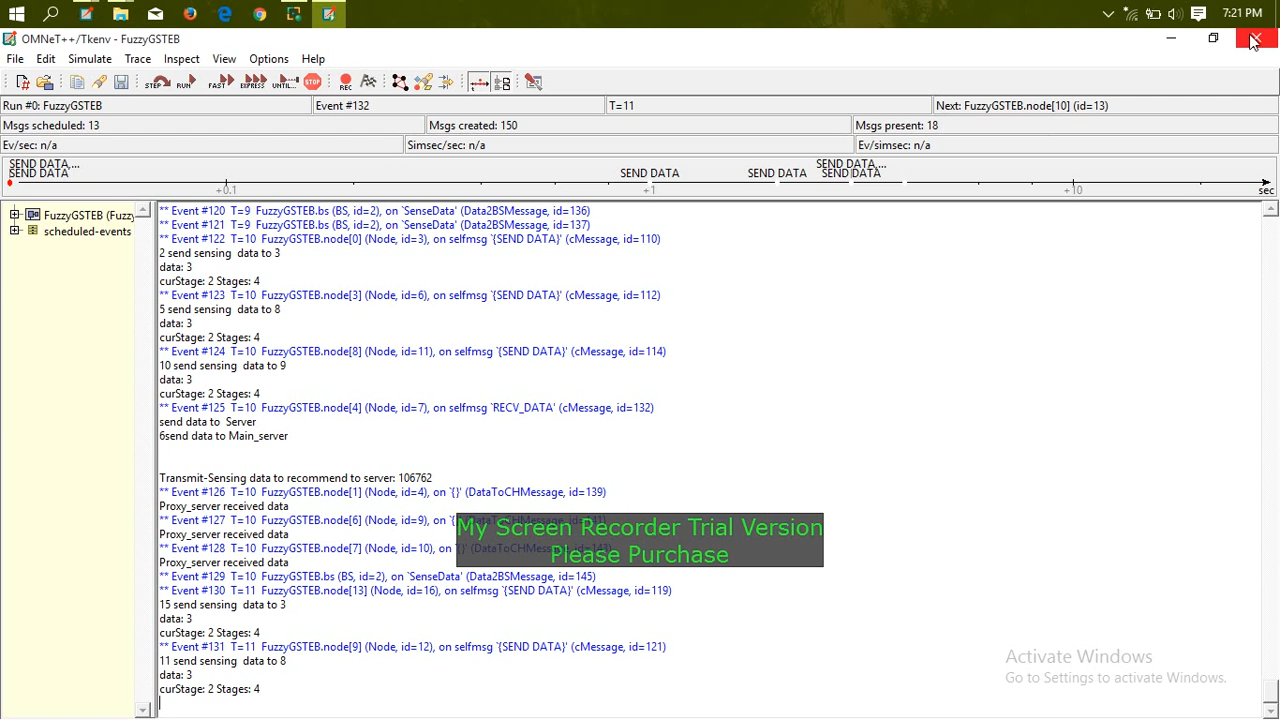 7:21 PM
OMNeT++/Tkenv - FuzzyGSTEB
File Edit Simulate Trace Inspect View Options Help
STEP RUN FAST EXPRESS UNTIL... STOP REC
Run #0: FuzzyGSTEB Event #132 T=11 Next: FuzzyGSTEB.node[10] (id=13)
Msgs scheduled: 13 Msgs created: 150 Msgs present: 18
Ev/sec: n/a Simsec/sec: n/a Ev/simsec: n/a
SEND DATA,... SEND DATA,...
SEND DATA SEND DATA SEND DATA SEND DATA
+0.1 +1 +10 sec
FuzzyGSTEB (Fuzzy
scheduled-events
** Event #120 T=9 FuzzyGSTEB.bs (BS, id=2), on `SenseData' (Data2BSMessage, id=136)
** Event #121 T=9 FuzzyGSTEB.bs (BS, id=2), on `SenseData' (Data2BSMessage, id=137)
** Event #122 T=10 FuzzyGSTEB.node[0] (Node, id=3), on selfmsg `{SEND DATA}' (cMessage, id=110)
2 send sensing data to 3
data: 3
curStage: 2 Stages: 4
** Event #123 T=10 FuzzyGSTEB.node[3] (Node, id=6), on selfmsg `{SEND DATA}' (cMessage, id=112)
5 send sensing data to 8
data: 3
curStage: 2 Stages: 4
** Event #124 T=10 FuzzyGSTEB.node[8] (Node, id=11), on selfmsg `{SEND DATA}' (cMessage, id=114)
10 send sensing data to 9
data: 3
curStage: 2 Stages: 4
** Event #125 T=10 FuzzyGSTEB.node[4] (Node, id=7), on selfmsg `RECV_DATA' (cMessage, id=132)
send data to Server
6send data to Main_server
Transmit-Sensing data to recommend to server: 106762
** Event #126 T=10 FuzzyGSTEB.node[1] (Node, id=4), on `{}' (DataToCHMessage, id=139)
Proxy_server received data
** Event #127 T=10 FuzzyGSTEB.node[6] (Node, id=9), on `{}' (DataToCHMessage,
Proxy_server received data
** Event #128 T=10 FuzzyGSTEB.node[7] (Node, id=10), on `{}' (DataToCHMessage, id=143)
Proxy_server received data
My Screen Recorder Trial Version
Please Purchase
** Event #129 T=10 FuzzyGSTEB.bs (BS, id=2), on `SenseData' (Data2BSMessage, id=145)
** Event #130 T=11 FuzzyGSTEB.node[13] (Node, id=16), on selfmsg `{SEND DATA}' (cMessage, id=119)
15 send sensing data to 3
data: 3
curStage: 2 Stages: 4
** Event #131 T=11 FuzzyGSTEB.node[9] (Node, id=12), on selfmsg `{SEND DATA}' (cMessage, id=121)
11 send sensing data to 8
data: 3
curStage: 2 Stages: 4
Activate Windows
Go to Settings to activate Windows.